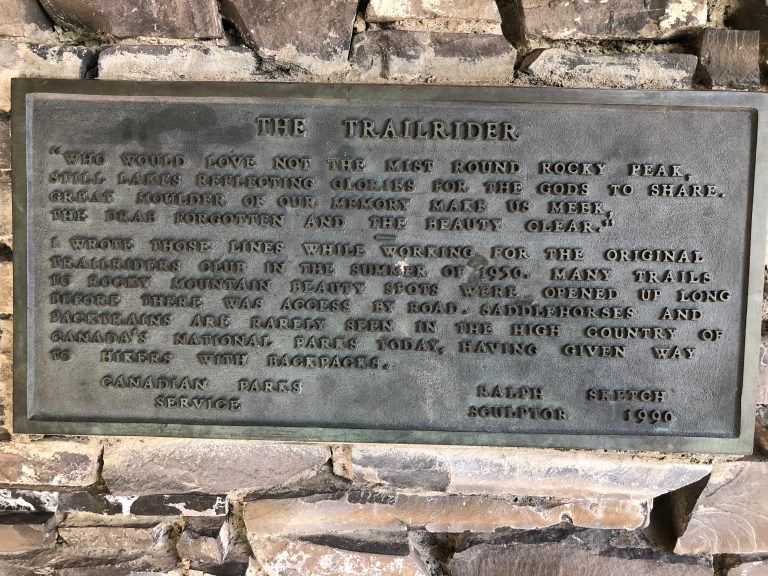 THE TRAILRIDER
"WHO WOULD LOVE NOT THE MIST ROUND ROCKY PEAK,
STILL LAKES REFLECTING GLORIES FOR THE GODS TO SHARE.
GREAT MOULDER OF OUR MEMORY MAKE US MEEK,
THE DRAB FORGOTTEN AND THE BEAUTY CLEAR."
I WROTE THOSE LINES WHILE WORKING FOR THE ORIGINAL
TRAILRIDERS CLUB IN THE SUMMER OF 1950. MANY TRAILS
TO ROCKY MOUNTAIN BEAUTY SPOTS WERE OPENED UP LONG
BEFORE THERE WAS ACCESS BY ROAD. SADDLEHORSES AND
PACKTRAINS ARE RARELY SEEN IN THE HIGH COUNTRY OF
CANADA'S NATIONAL PARKS TODAY, HAVING GIVEN WAY
TO HIKERS WITH BACKPACKS.
CANADIAN PARKS
SERVICE
RALPH SKETCH
SCULPTOR 1990